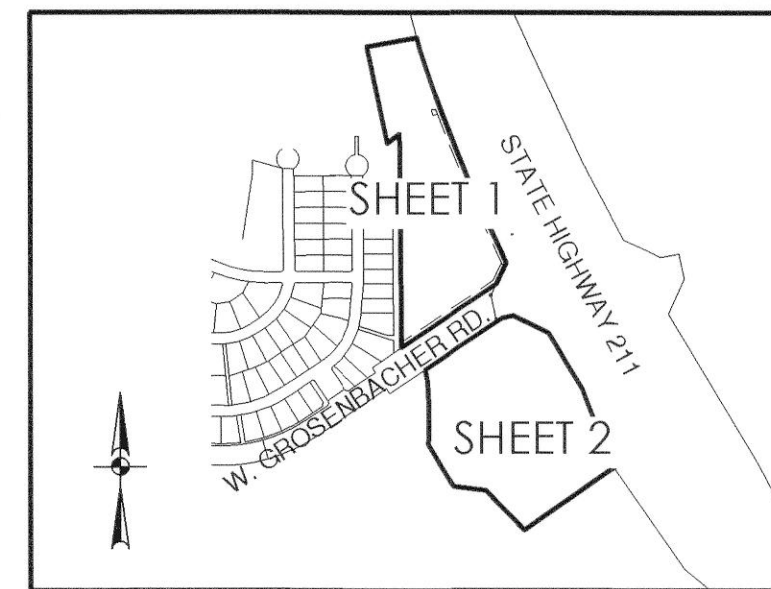 SHEET 1
STATE HIGHWAY 211
W. GROSENBACHER RD.
SHEET 2